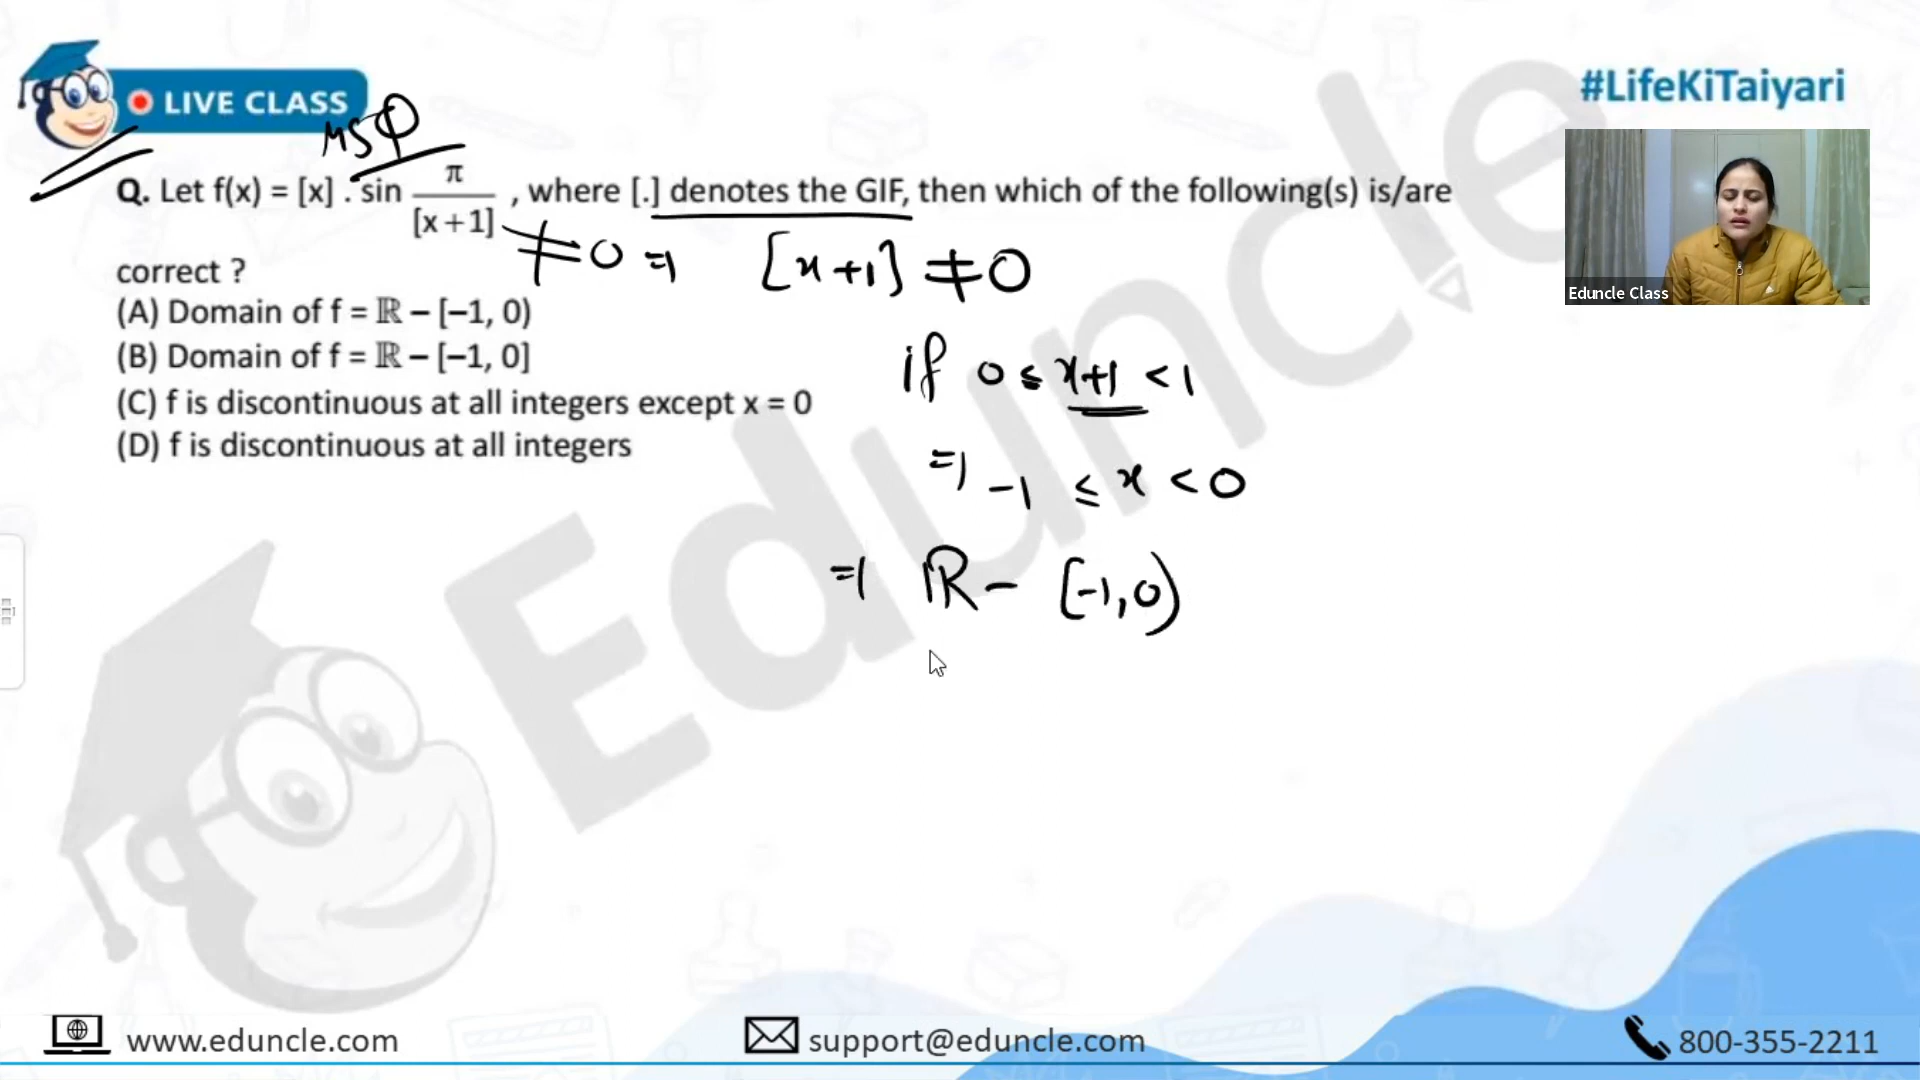 #LifeKiTaiyari
LIVE CLASS
MSQ
Q. Let f(x) = [x] . sin π/[x+1] , where [.] denotes the GIF, then which of the following(s) is/are
correct ?
≠0 ⇒ [x+1] ≠ 0
(A) Domain of f = ℝ – [–1, 0)
(B) Domain of f = ℝ – [–1, 0]
(C) f is discontinuous at all integers except x = 0
(D) f is discontinuous at all integers
if 0 ≤ x+1 < 1
⇒ -1 ≤ x < 0
⇒ ℝ - [-1,0)
Eduncle Class
Eduncle
www.eduncle.com
support@eduncle.com
800-355-2211